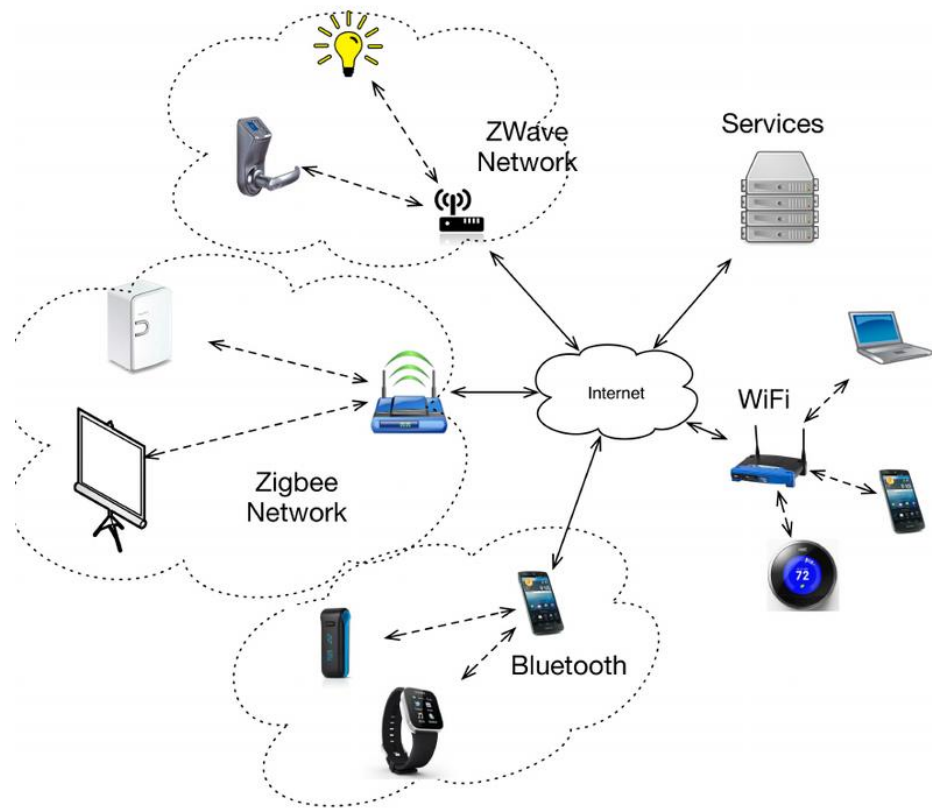 ZWave
Network
Services
Internet
WiFi
72
Zigbee
Network
Bluetooth